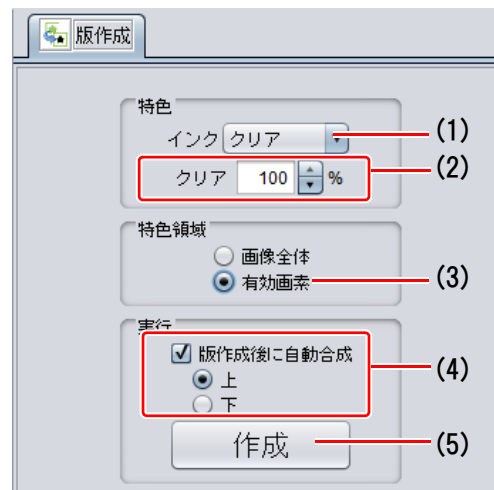 版作成
特色
インク クリア (1)
クリア 100 % (2)
特色領域
画像全体
有効画素 (3)
実行
版作成後に自動合成
上 (4)
下
作成 (5)